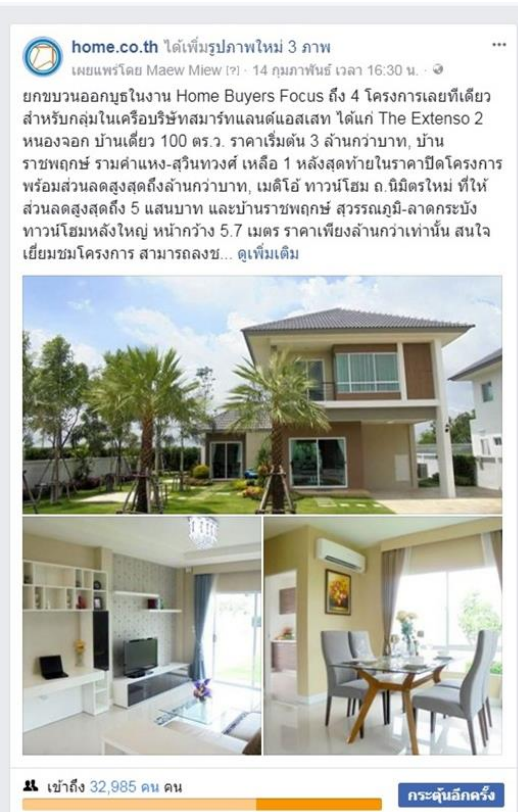 home.co.th ได้เพิ่มรูปภาพใหม่ 3 ภาพ
เผยแพร่โดย Maew Miew [?] · 14 กุมภาพันธ์ เวลา 16:30 น. ·
ยกขบวนออกบูธในงาน Home Buyers Focus ถึง 4 โครงการเลยทีเดียว
สำหรับกลุ่มในเครือบริษัทสมาร์ทแลนด์แอสเสท ได้แก่ The Extenso 2
หนองจอก บ้านเดี่ยว 100 ตร.ว. ราคาเริ่มต้น 3 ล้านกว่าบาท, บ้าน
ราชพฤกษ์ รามคำแหง-สุวินทวงศ์ เหลือ 1 หลังสุดท้ายในราคาปิดโครงการ
พร้อมส่วนลดสูงสุดถึงล้านกว่าบาท, เมดิโอ้ ทาวน์โฮม ถ.นิมิตรใหม่ ที่ให้
ส่วนลดสูงสุดถึง 5 แสนบาท และบ้านราชพฤกษ์ สุวรรณภูมิ-ลาดกระบัง
ทาวน์โฮมหลังใหญ่ หน้ากว้าง 5.7 เมตร ราคาเพียงล้านกว่าเท่านั้น สนใจ
เยี่ยมชมโครงการ สามารถลงช... ดูเพิ่มเติม
เข้าถึง 32,985 คน คน
กระตุ้นอีกครั้ง